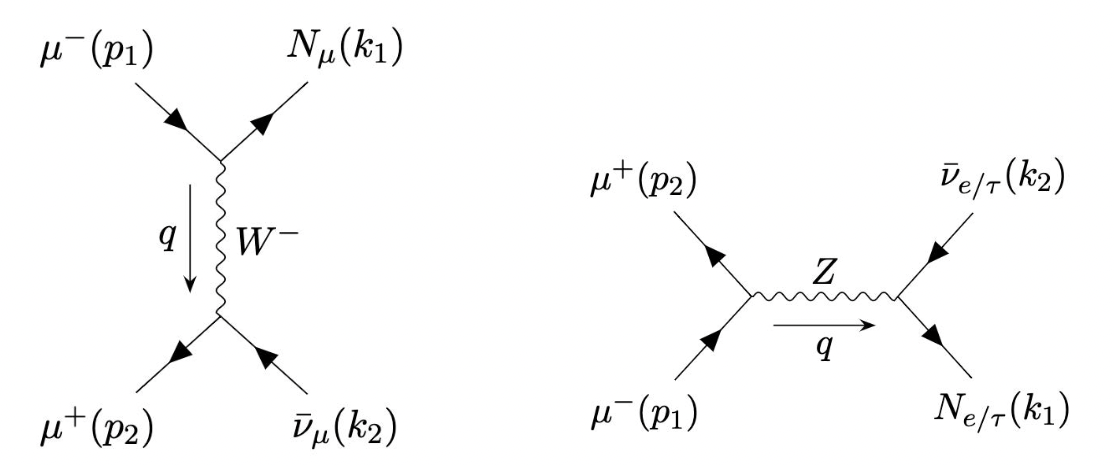 μ⁻(p₁)
N_μ(k₁)
q
W⁻
μ⁺(p₂)
ν̄_μ(k₂)
μ⁺(p₂)
ν̄_{e/τ}(k₂)
Z
q
μ⁻(p₁)
N_{e/τ}(k₁)